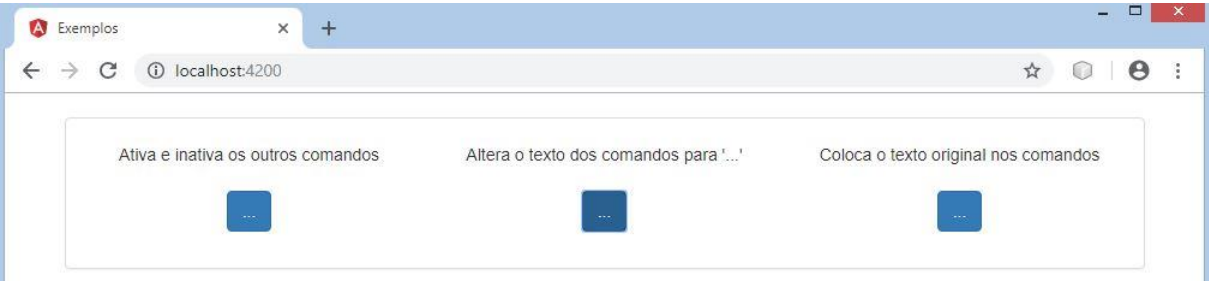 Exemplos
localhost:4200
Ativa e inativa os outros comandos
Altera o texto dos comandos para '...'
Coloca o texto original nos comandos
...
...
...